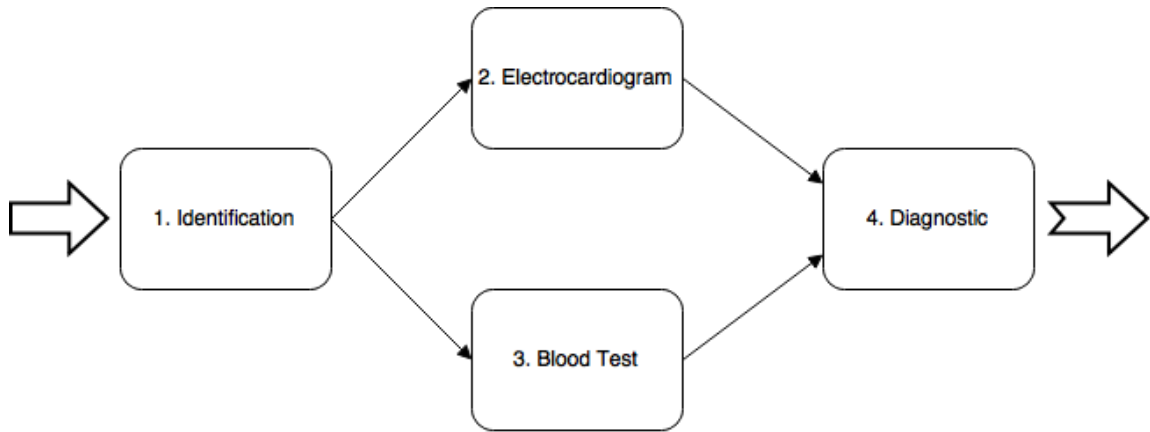 2. Electrocardiogram
1. Identification
4. Diagnostic
3. Blood Test